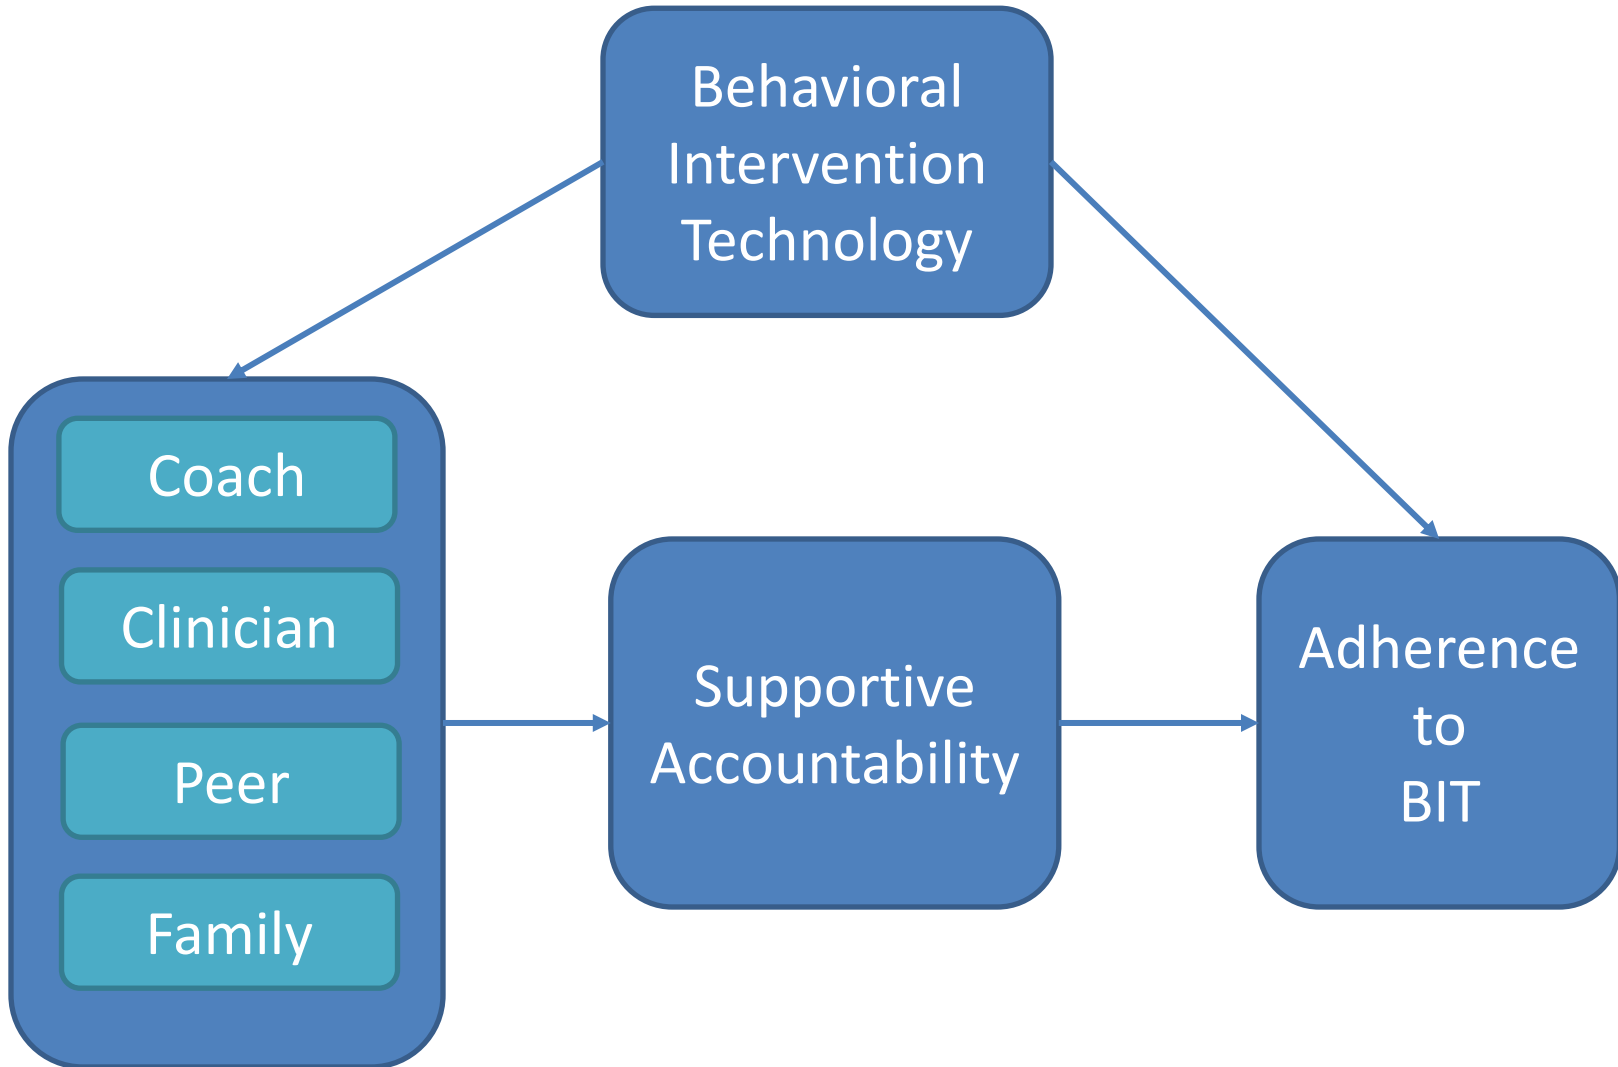 Behavioral
Intervention
Technology
Coach
Clinician
Peer
Family
Supportive
Accountability
Adherence
to
BIT